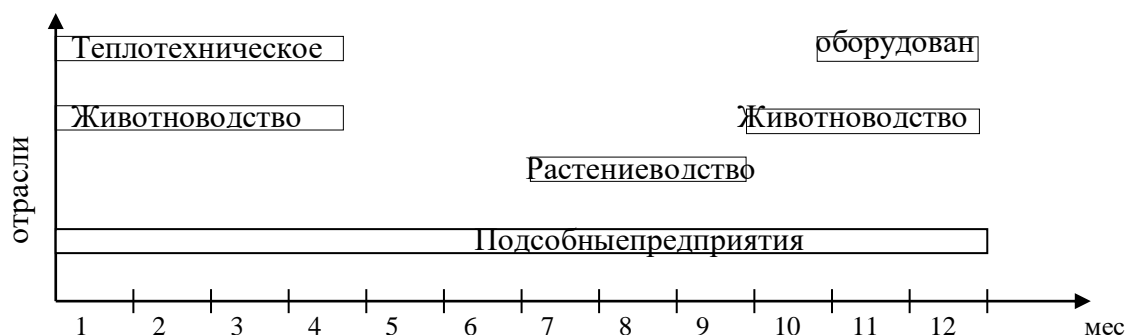 Теплотехническое оборудован
Животноводство Животноводство
Растениеводство
отрасли
Подсобныепредприятия
1 2 3 4 5 6 7 8 9 10 11 12 мес